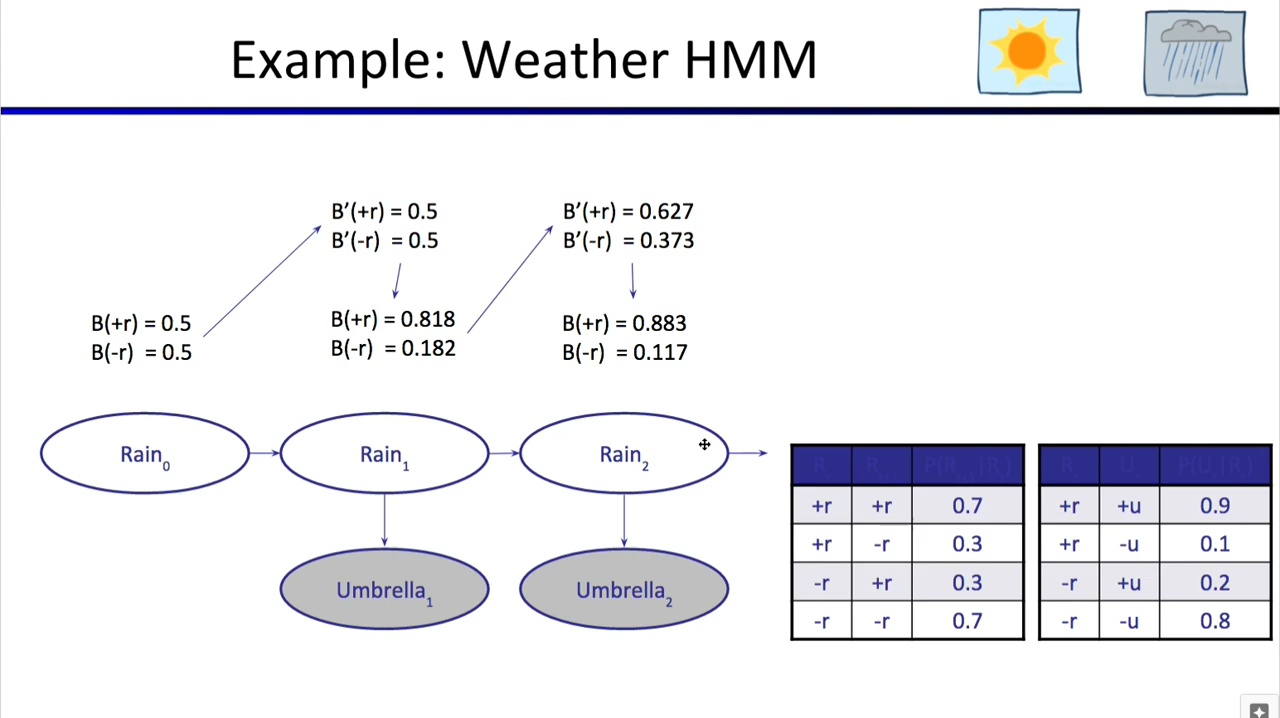 Example: Weather HMM
B'(+r) = 0.5
B'(-r) = 0.5
B'(+r) = 0.627
B'(-r) = 0.373
B(+r) = 0.5
B(-r) = 0.5
B(+r) = 0.818
B(-r) = 0.182
B(+r) = 0.883
B(-r) = 0.117
Rain0
Rain1
Rain2
Umbrella1
Umbrella2
+r +r 0.7
+r -r 0.3
-r +r 0.3
-r -r 0.7
+r +u 0.9
+r -u 0.1
-r +u 0.2
-r -u 0.8